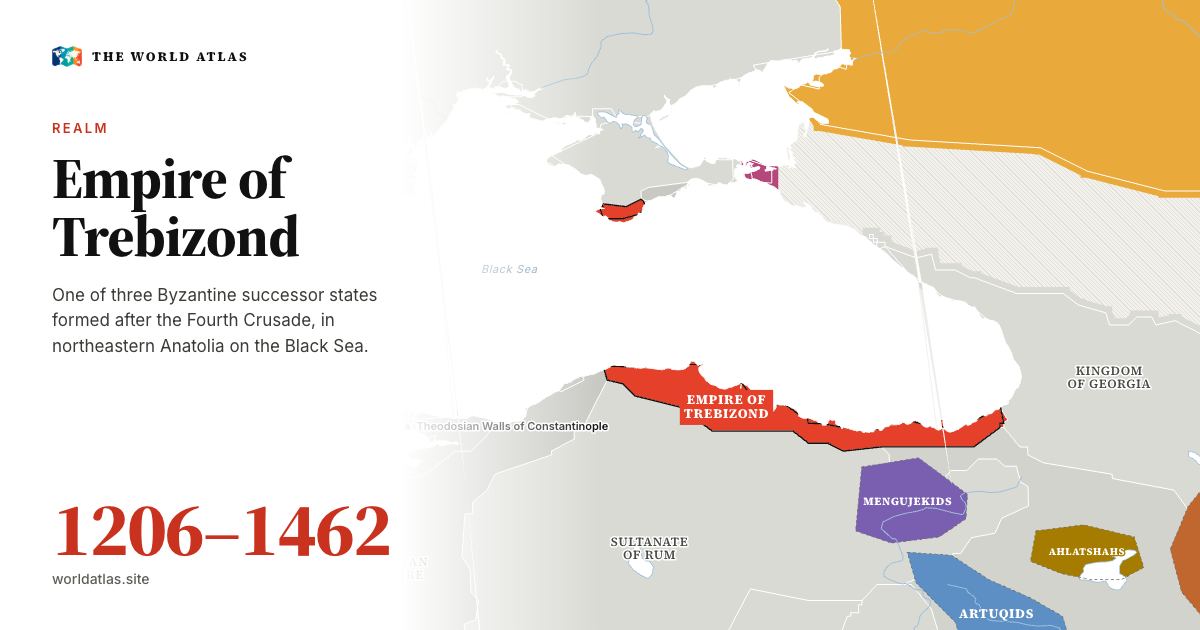 THE WORLD ATLAS
REALM
Empire of
Trebizond
One of three Byzantine successor states
formed after the Fourth Crusade, in
northeastern Anatolia on the Black Sea.
1206–1462
worldatlas.site
Black Sea
KINGDOM
OF GEORGIA
EMPIRE OF
TREBIZOND
Theodosian Walls of Constantinople
MENGUJEKIDS
SULTANATE
OF RUM
AHLATSHAHS
ARTUQIDS